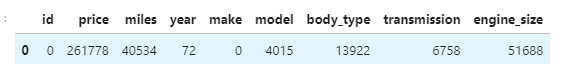 : id price miles year make model body_type transmission engine_size
0 0 261778 40534 72 0 4015 13922 6758 51688